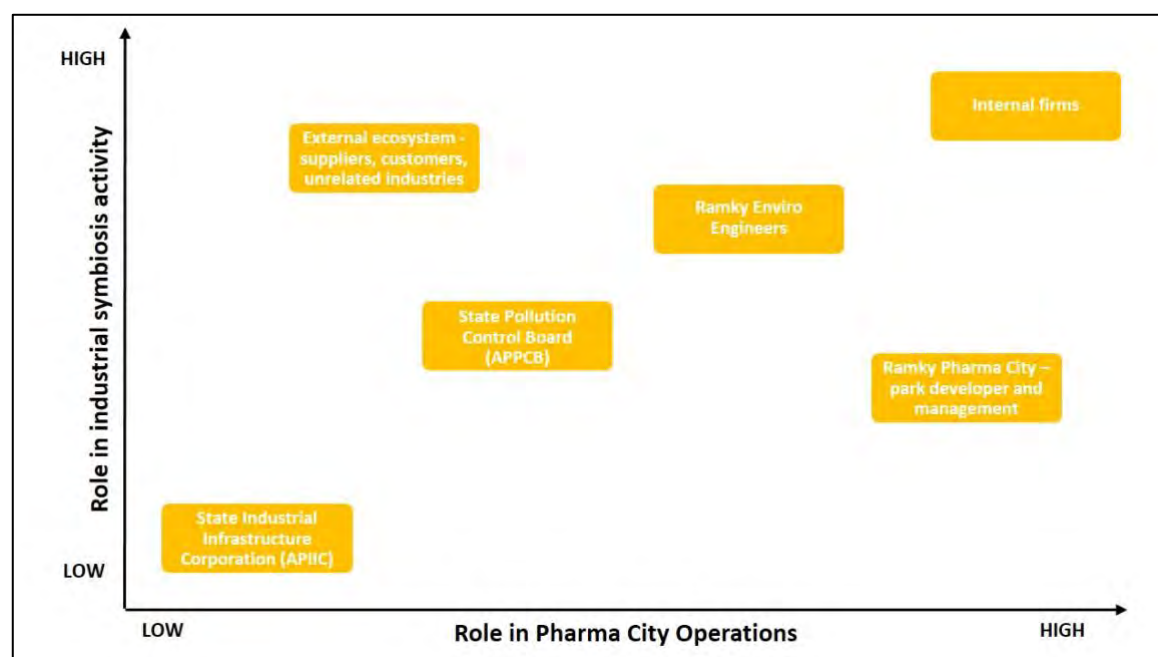 HIGH
Internal firms
External ecosystem -
suppliers, customers,
unrelated industries
Ramky Enviro
Engineers
Role in industrial symbiosis activity
State Pollution
Control Board
(APPCB)
Ramky Pharma City –
park developer and
management
State Industrial
Infrastructure
Corporation (APIIC)
LOW
LOW
Role in Pharma City Operations
HIGH